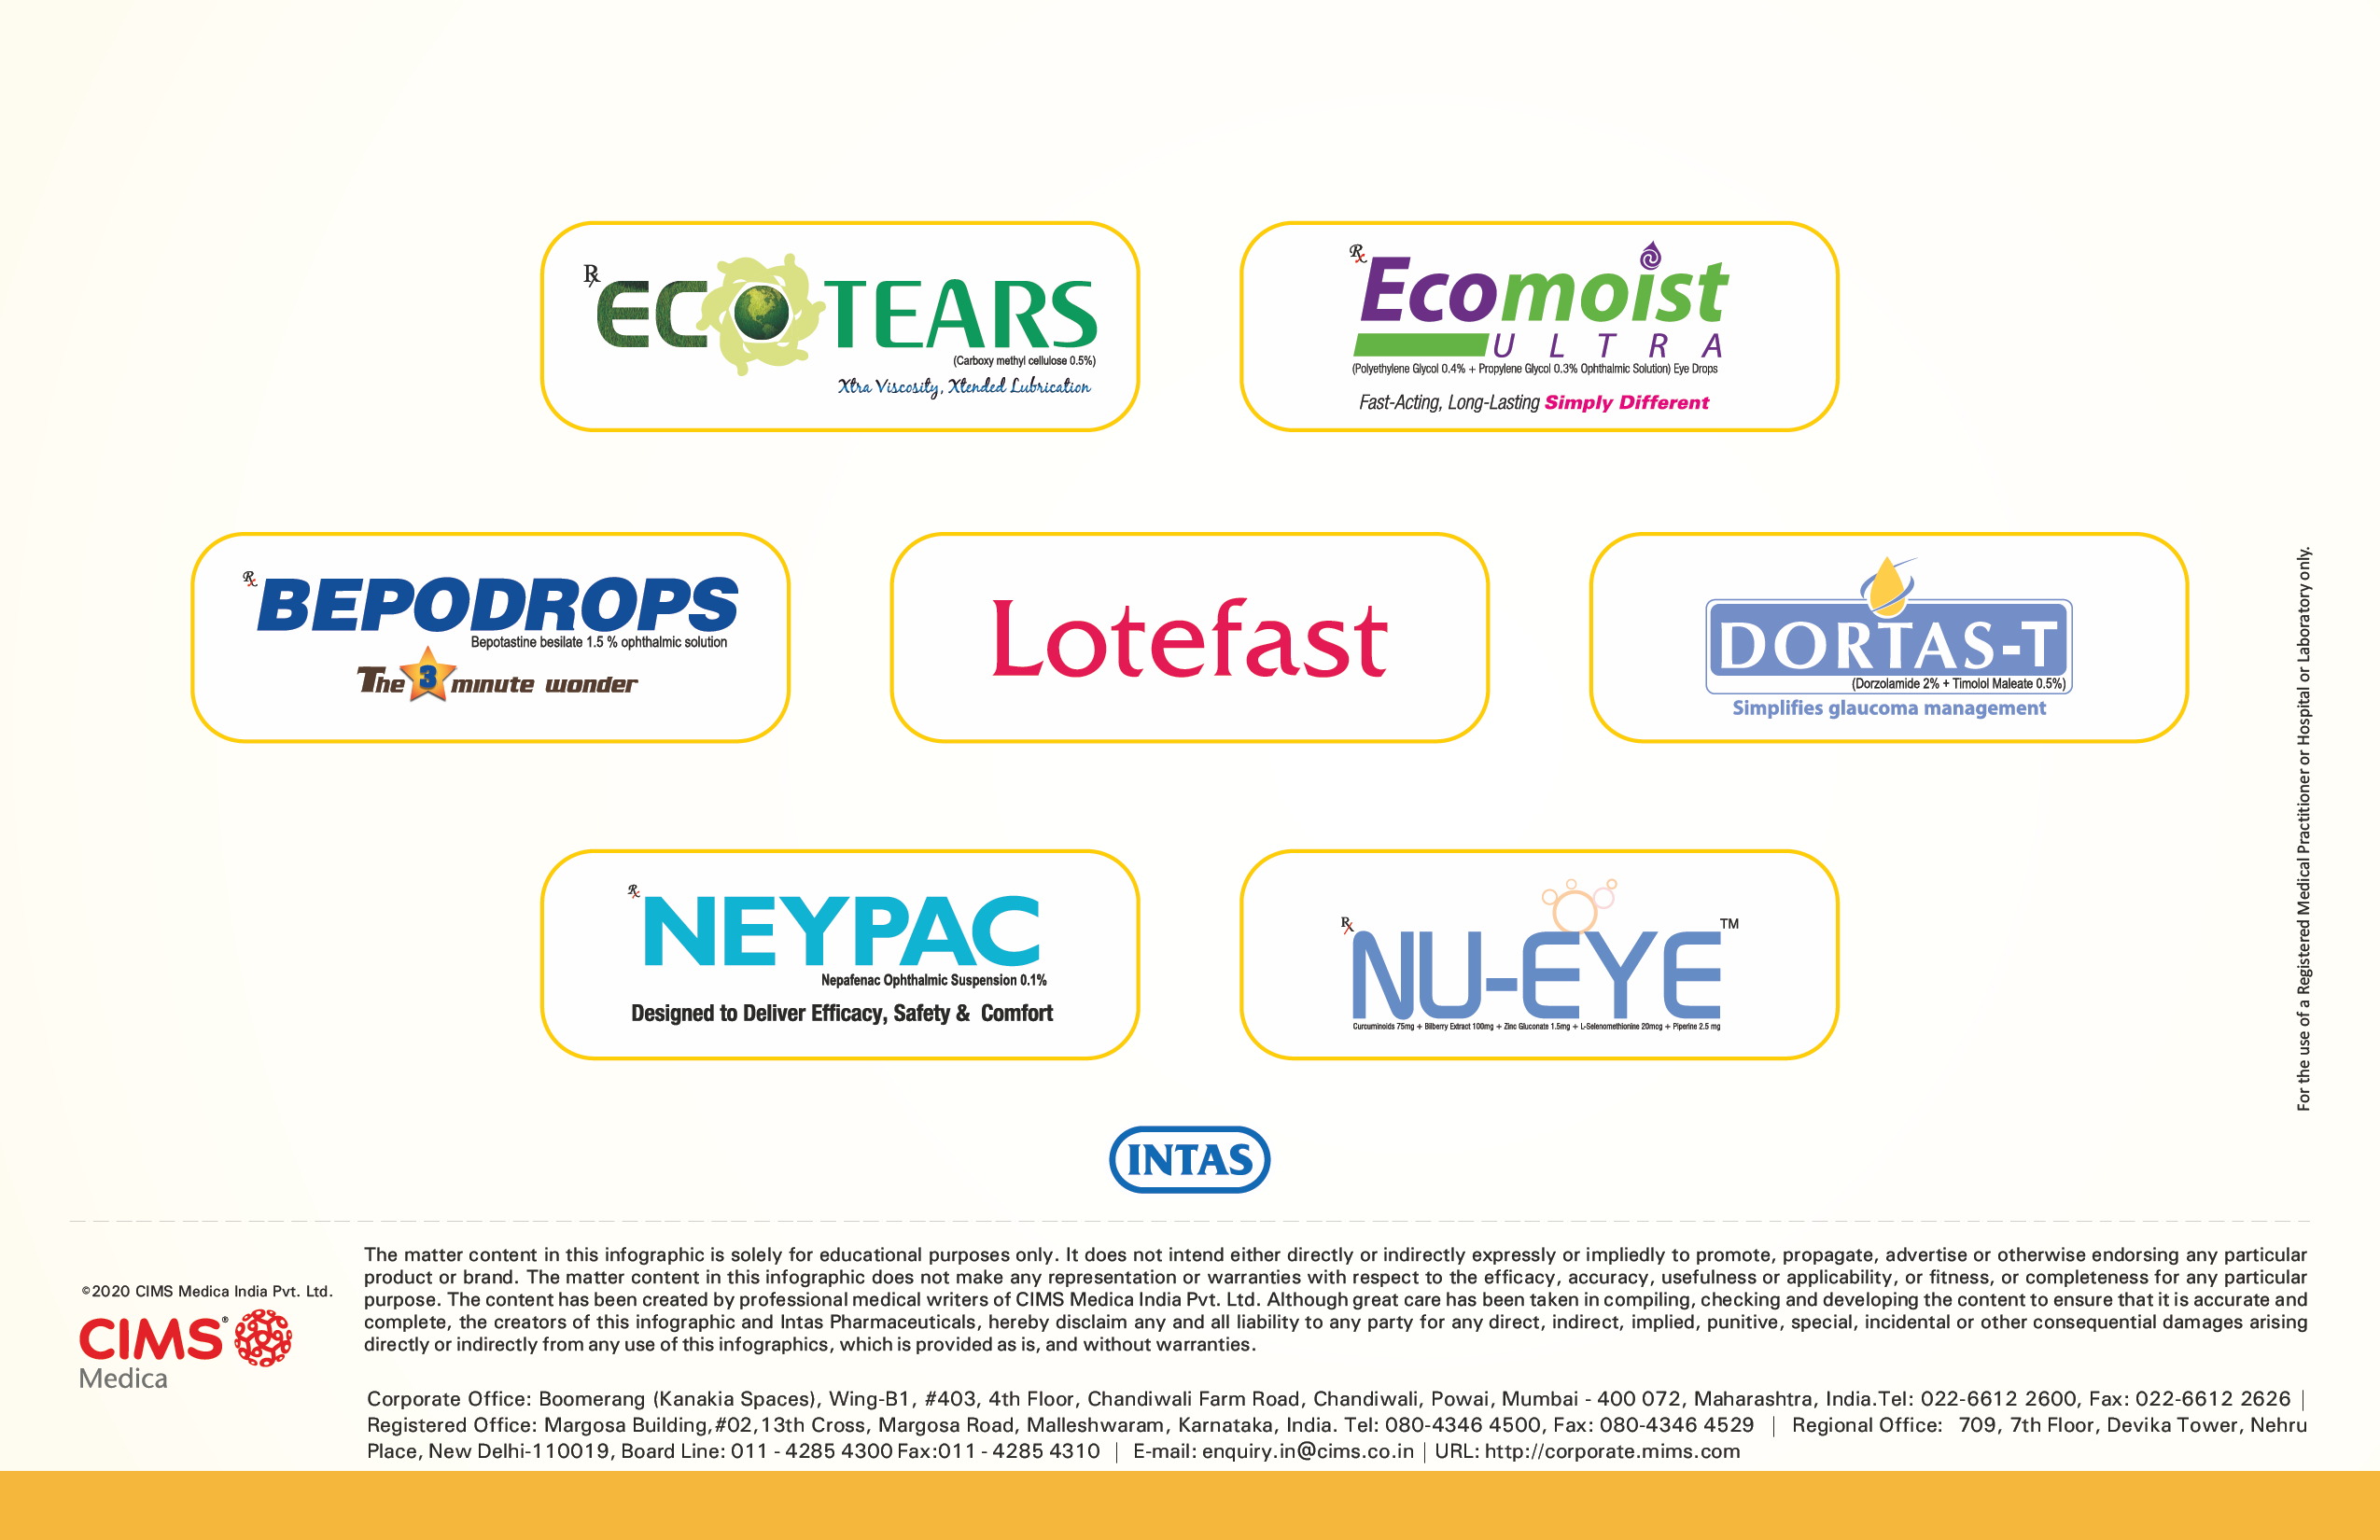 Rx ECOTEARS
(Carboxy methyl cellulose 0.5%)
Xtra Viscosity, Xtended Lubrication
Rx Ecomoist
ULTRA
(Polyethylene Glycol 0.4% + Propylene Glycol 0.3% Ophthalmic Solution) Eye Drops
Fast-Acting, Long-Lasting Simply Different
Rx BEPODROPS
Bepotastine besilate 1.5 % ophthalmic solution
The 3 minute wonder
Lotefast
DORTAS-T
(Dorzolamide 2% + Timolol Maleate 0.5%)
Simplifies glaucoma management
Rx NEYPAC
Nepafenac Ophthalmic Suspension 0.1%
Designed to Deliver Efficacy, Safety & Comfort
Rx NU-EYE™
Curcuminoids 75mg + Bilberry Extract 100mg + Zinc Gluconate 1.5mg + L-Selenomethionine 20mcg + Piperine 2.5 mg
For the use of a Registered Medical Practitioner or Hospital or Laboratory only.
INTAS
©2020 CIMS Medica India Pvt. Ltd.
CIMS®
Medica
The matter content in this infographic is solely for educational purposes only. It does not intend either directly or indirectly expressly or impliedly to promote, propagate, advertise or otherwise endorsing any particular
product or brand. The matter content in this infographic does not make any representation or warranties with respect to the efficacy, accuracy, usefulness or applicability, or fitness, or completeness for any particular
purpose. The content has been created by professional medical writers of CIMS Medica India Pvt. Ltd. Although great care has been taken in compiling, checking and developing the content to ensure that it is accurate and
complete, the creators of this infographic and Intas Pharmaceuticals, hereby disclaim any and all liability to any party for any direct, indirect, implied, punitive, special, incidental or other consequential damages arising
directly or indirectly from any use of this infographics, which is provided as is, and without warranties.
Corporate Office: Boomerang (Kanakia Spaces), Wing-B1, #403, 4th Floor, Chandiwali Farm Road, Chandiwali, Powai, Mumbai - 400 072, Maharashtra, India.Tel: 022-6612 2600, Fax: 022-6612 2626 |
Registered Office: Margosa Building,#02,13th Cross, Margosa Road, Malleshwaram, Karnataka, India. Tel: 080-4346 4500, Fax: 080-4346 4529 | Regional Office: 709, 7th Floor, Devika Tower, Nehru
Place, New Delhi-110019, Board Line: 011 - 4285 4300 Fax:011 - 4285 4310 | E-mail: enquiry.in@cims.co.in | URL: http://corporate.mims.com